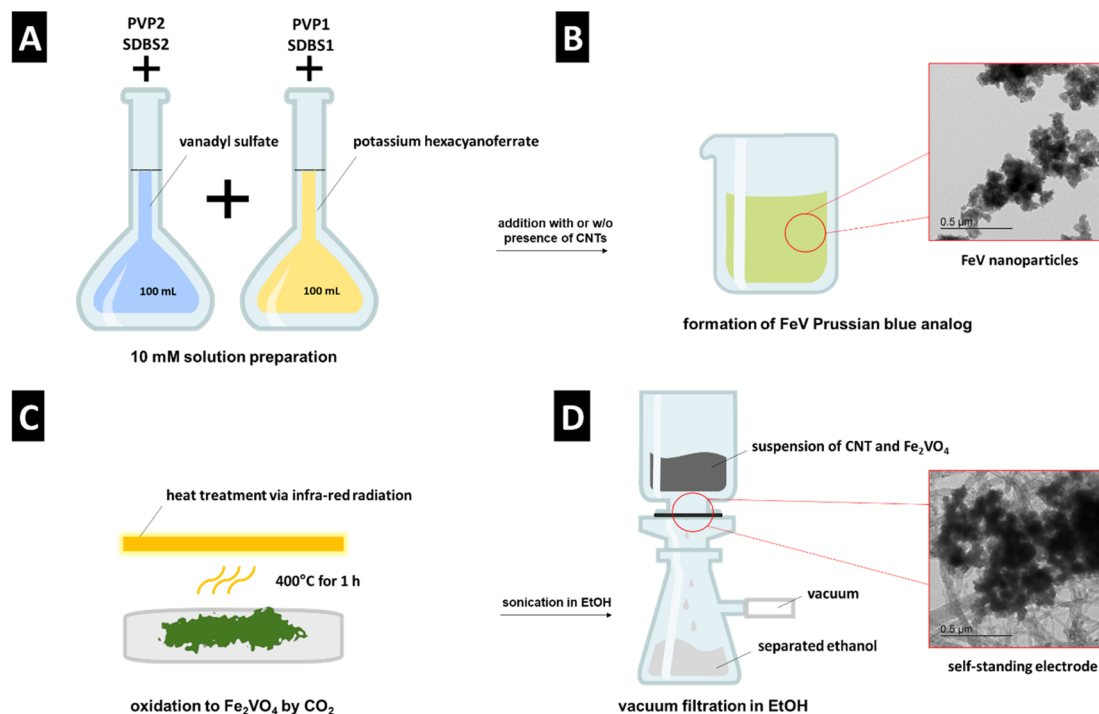 A
PVP2
SDBS2
+
PVP1
SDBS1
+
vanadyl sulfate
potassium hexacyanoferrate
+
100 mL
100 mL
10 mM solution preparation
addition with or w/o
presence of CNTs
B
0.5 µm
FeV nanoparticles
formation of FeV Prussian blue analog
C
heat treatment via infra-red radiation
400°C for 1 h
oxidation to Fe₂VO₄ by CO₂
sonication in EtOH
D
suspension of CNT and Fe₂VO₄
vacuum
separated ethanol
0.5 µm
self-standing electrode
vacuum filtration in EtOH